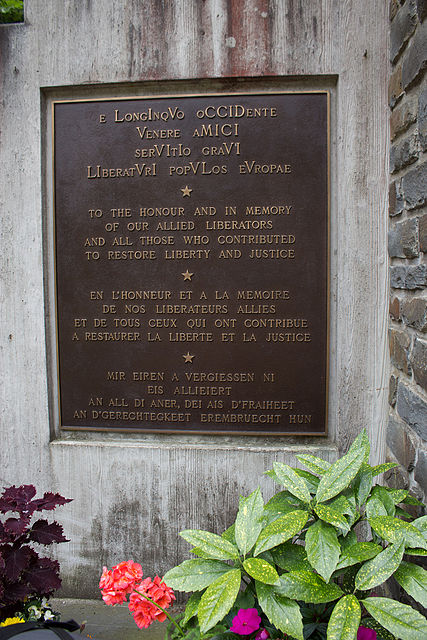 E LongInqVo oCCIDente
Venere aMICI
serVItIo graVI
LIberatVrI popVLos eVropae
TO THE HONOUR AND IN MEMORY
OF OUR ALLIED LIBERATORS
AND ALL THOSE WHO CONTRIBUTED
TO RESTORE LIBERTY AND JUSTICE
EN L'HONNEUR ET A LA MEMOIRE
DE NOS LIBERATEURS ALLIES
ET DE TOUS CEUX QUI ONT CONTRIBUE
A RESTAURER LA LIBERTE ET LA JUSTICE
MIR EIREN A VERGIESSEN NI
EIS ALLIEIERT
AN ALL DI ANER, DEI AIS D'FRAIHEET
AN D'GERECHTEGKEET EREMBRUECHT HUN